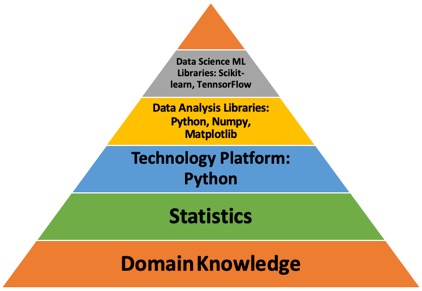 Data Science ML
Libraries: Scikit-
learn, TennsorFlow
Data Analysis Libraries:
Python, Numpy,
Matplotlib
Technology Platform:
Python
Statistics
Domain Knowledge